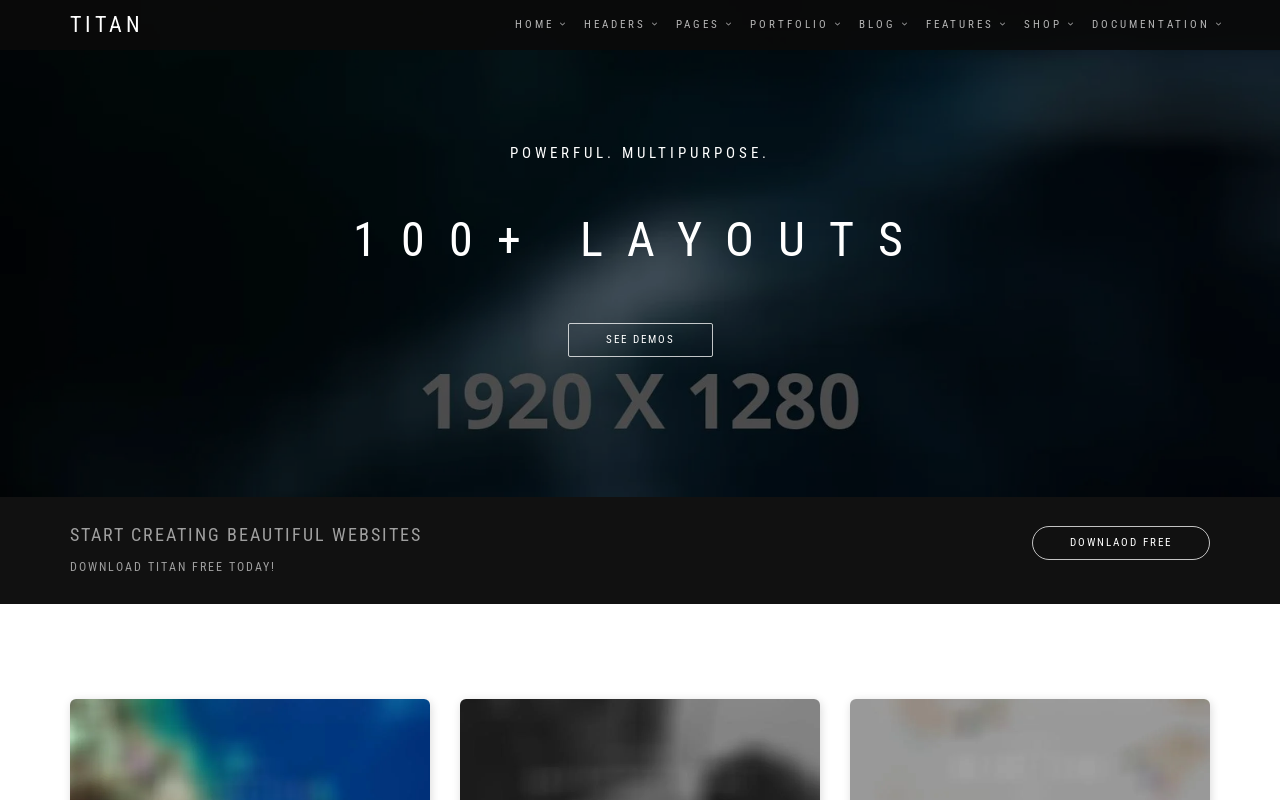 TITAN
HOME HEADERS PAGES PORTFOLIO BLOG FEATURES SHOP DOCUMENTATION
POWERFUL. MULTIPURPOSE.
100+ LAYOUTS
SEE DEMOS
1920 X 1280
START CREATING BEAUTIFUL WEBSITES
DOWNLOAD TITAN FREE TODAY!
DOWNLAOD FREE